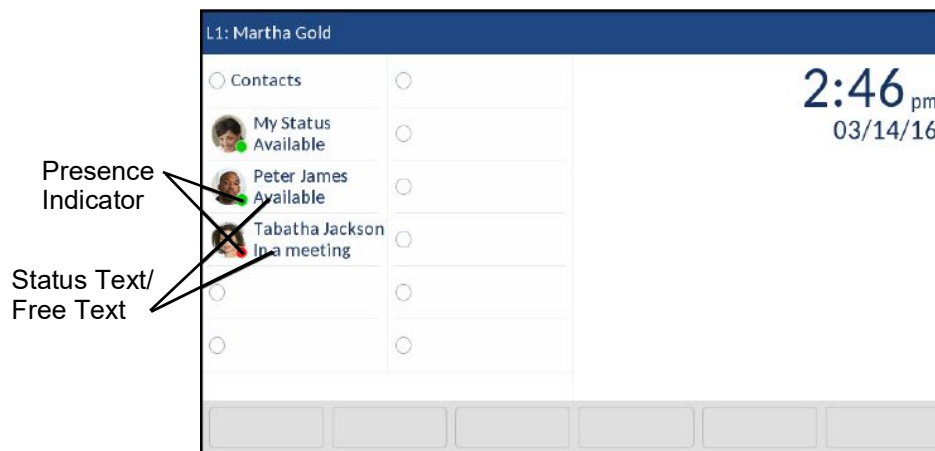 L1: Martha Gold
Contacts
2:46 pm
03/14/16
My Status
Available
Peter James
Available
Tabatha Jackson
In a meeting
Presence
Indicator
Status Text/
Free Text